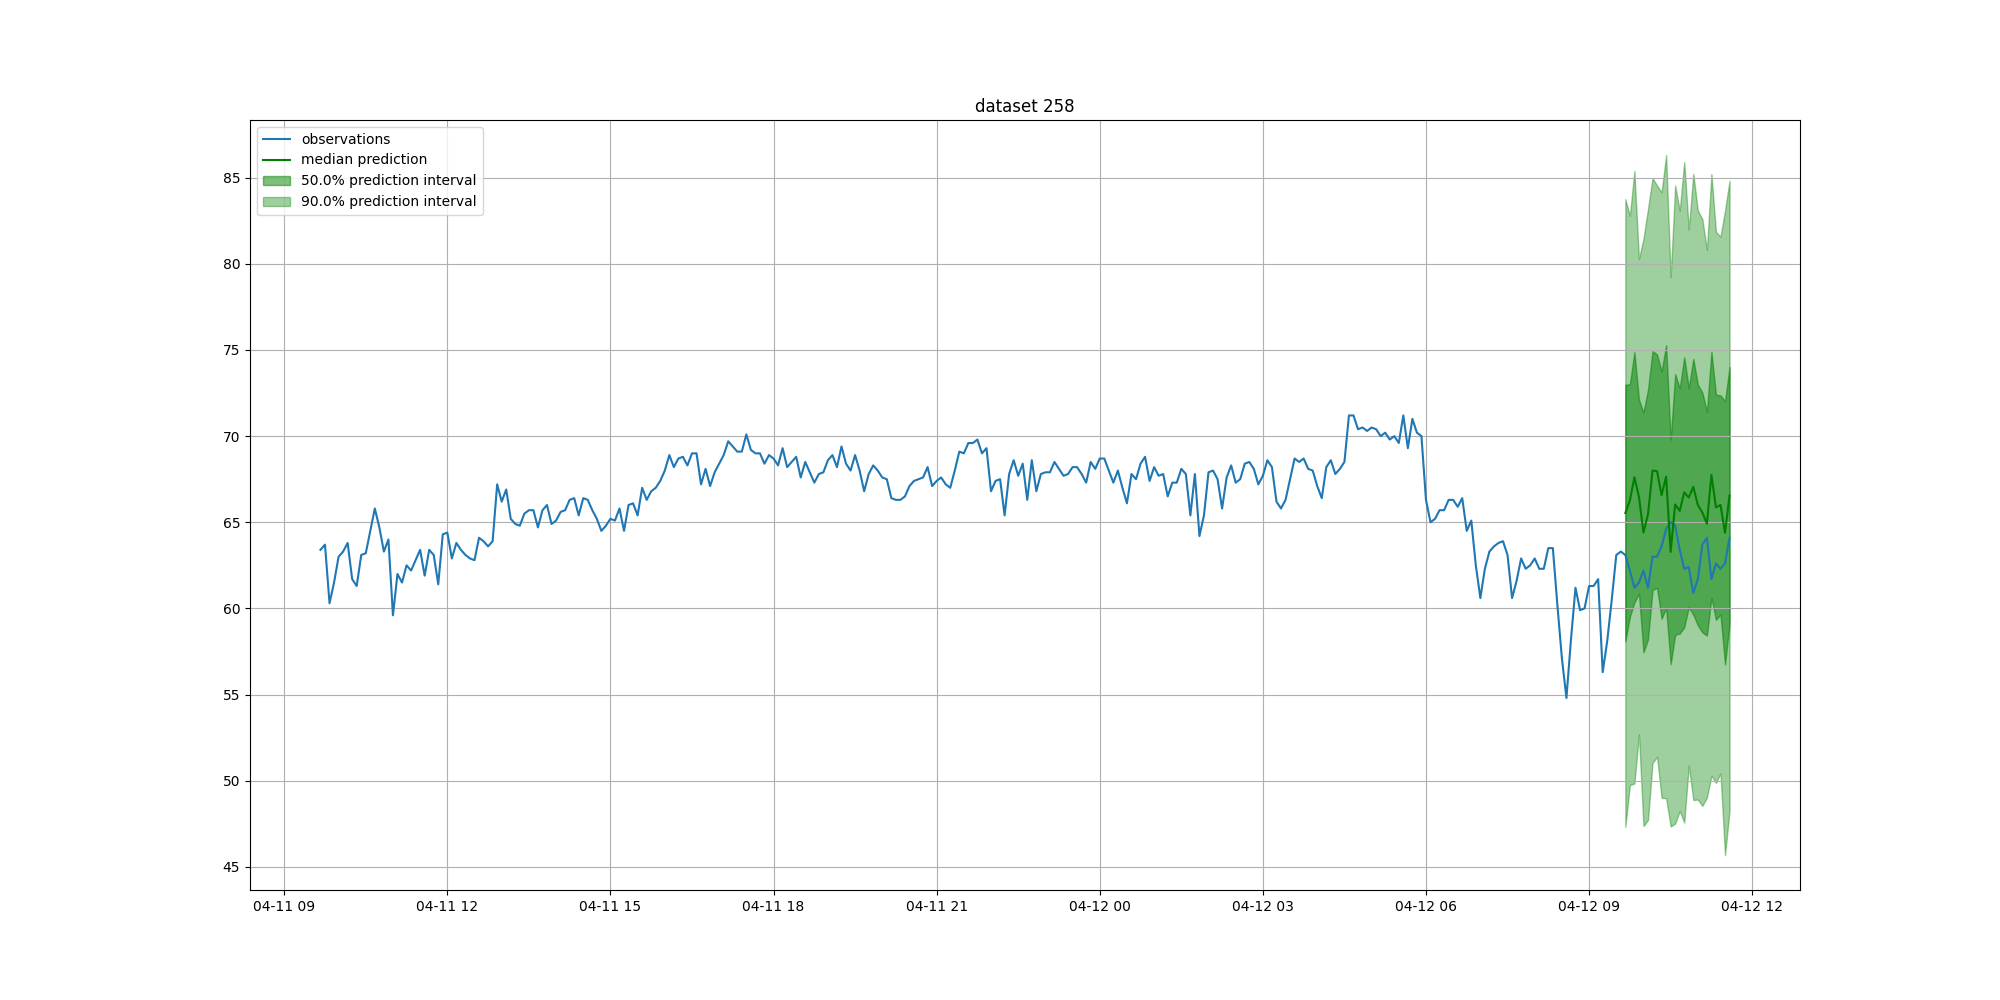 dataset 258
observations
median prediction
50.0% prediction interval
90.0% prediction interval
85
80
75
70
65
60
55
50
45
04-11 09 04-11 12 04-11 15 04-11 18 04-11 21 04-12 00 04-12 03 04-12 06 04-12 09 04-12 12